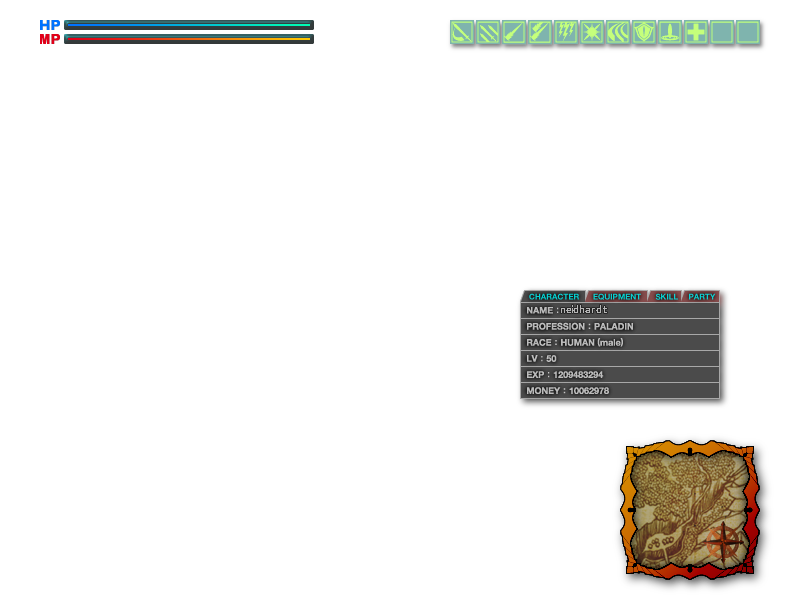 HP
MP
CHARACTER EQUIPMENT SKILL PARTY
NAME : neidhardt
PROFESSION : PALADIN
RACE : HUMAN (male)
LV : 50
EXP : 1209483294
MONEY : 10062978